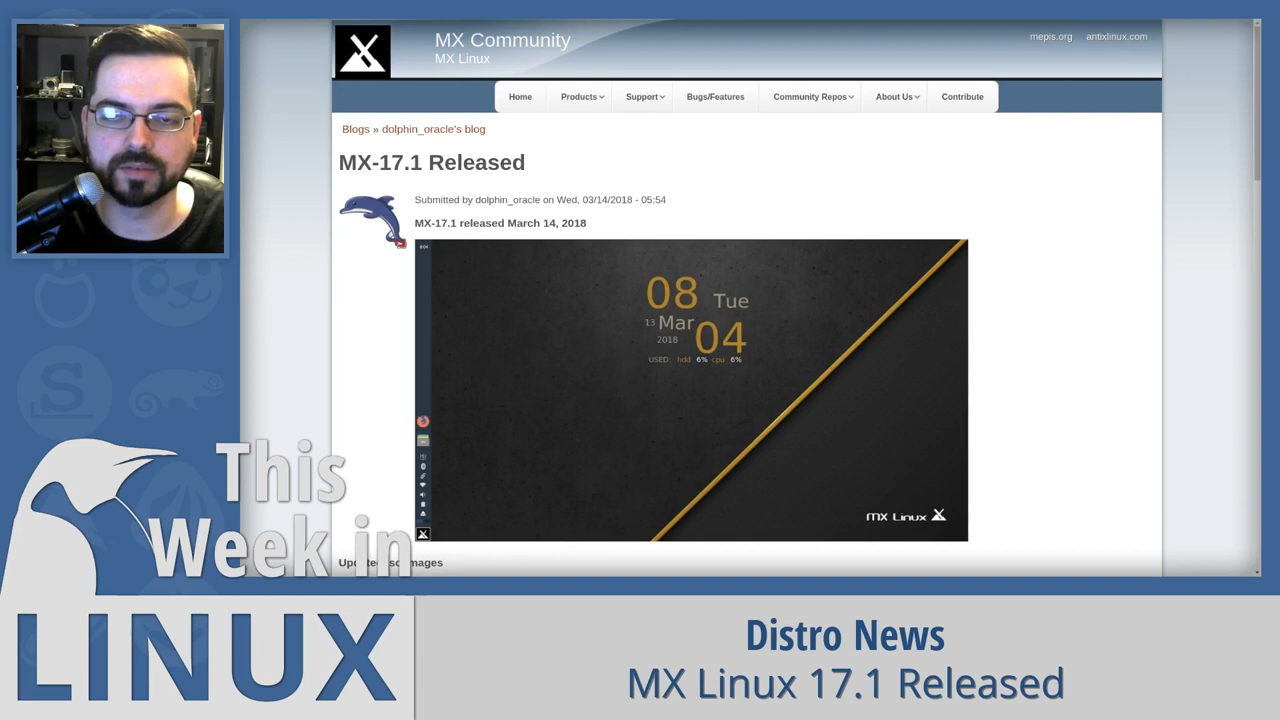 MX Community
MX Linux
mepis.org antixlinux.com
Home Products Support Bugs/Features Community Repos About Us Contribute
Blogs » dolphin_oracle's blog
MX-17.1 Released
Submitted by dolphin_oracle on Wed, 03/14/2018 - 05:54
MX-17.1 released March 14, 2018
08 Tue
13 Mar 04
2018
USED: hdd 6% cpu 6%
MX Linux
This
Week in
LINUX
Distro News
MX Linux 17.1 Released